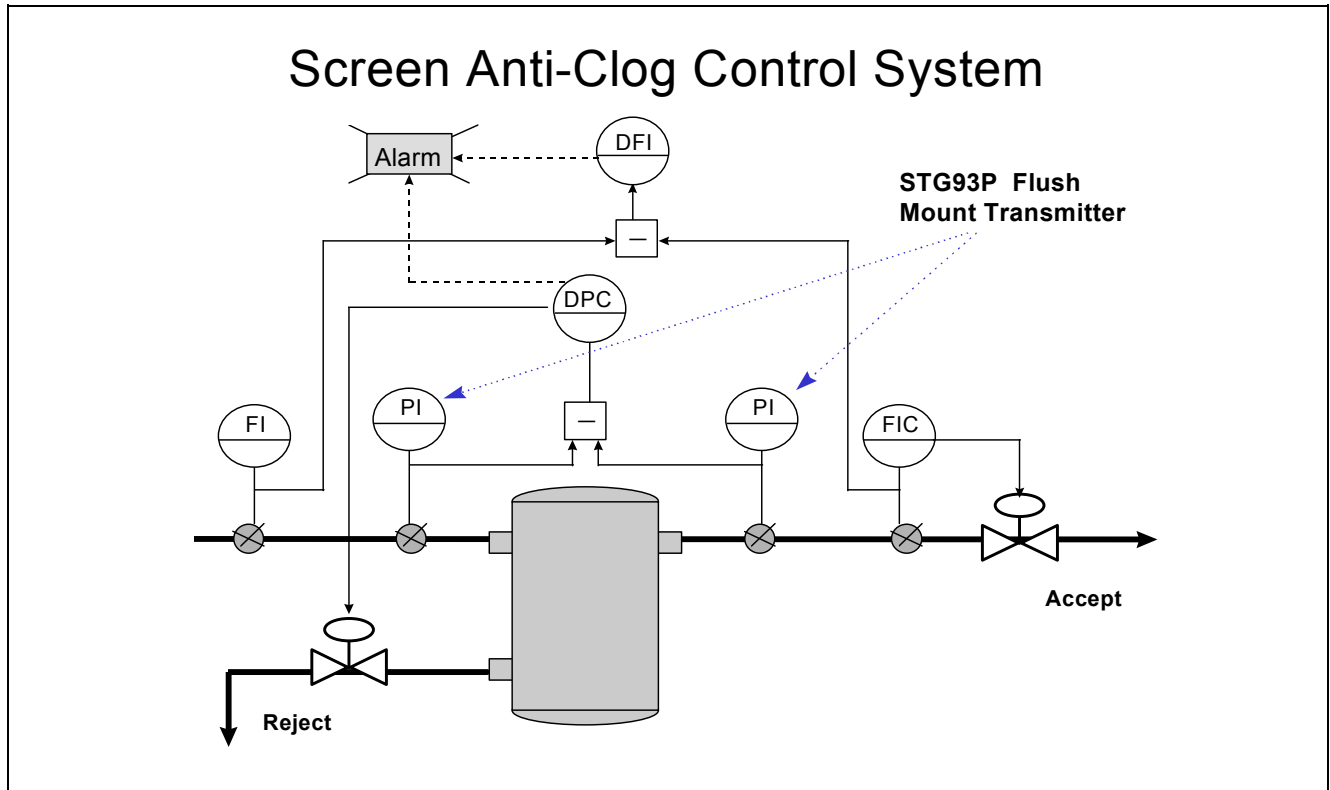 Screen Anti-Clog Control System
Alarm
DFI
STG93P Flush
Mount Transmitter
–
DPC
FI
PI
–
PI
FIC
Accept
Reject